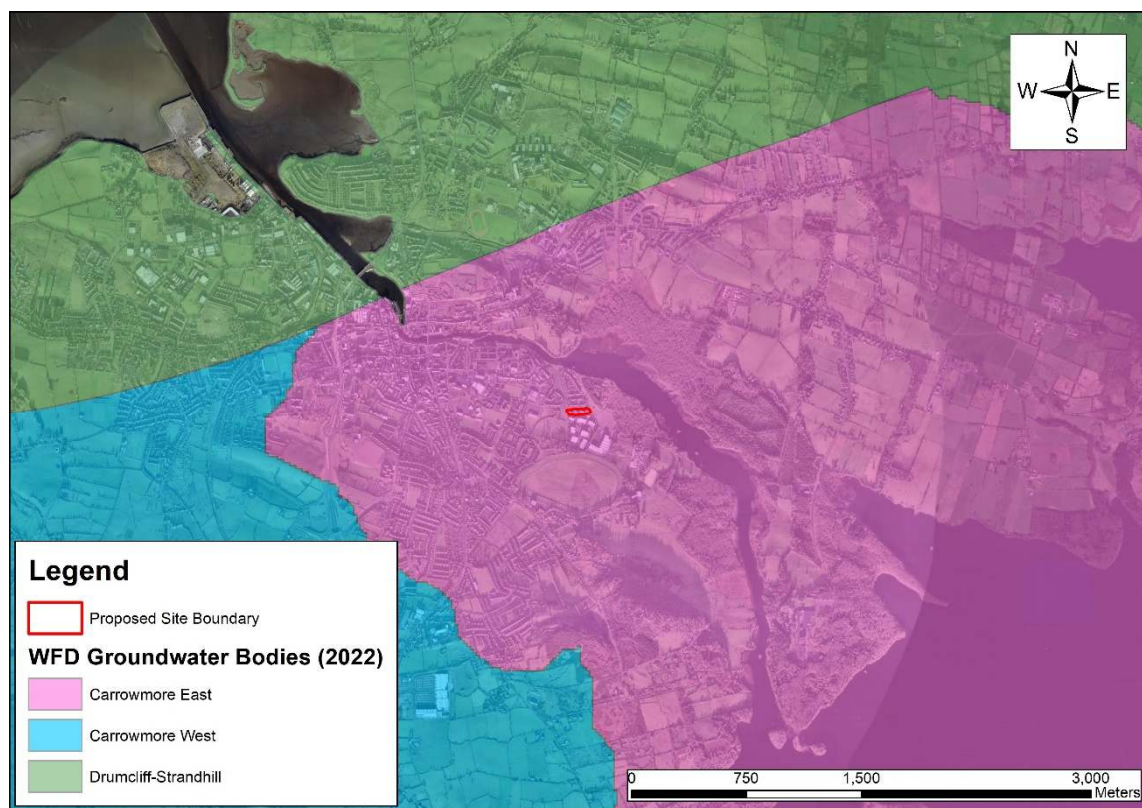 N
W E
S
Legend
Proposed Site Boundary
WFD Groundwater Bodies (2022)
Carrowmore East
Carrowmore West
Drumcliff-Strandhill
0 750 1,500 3,000
Meters